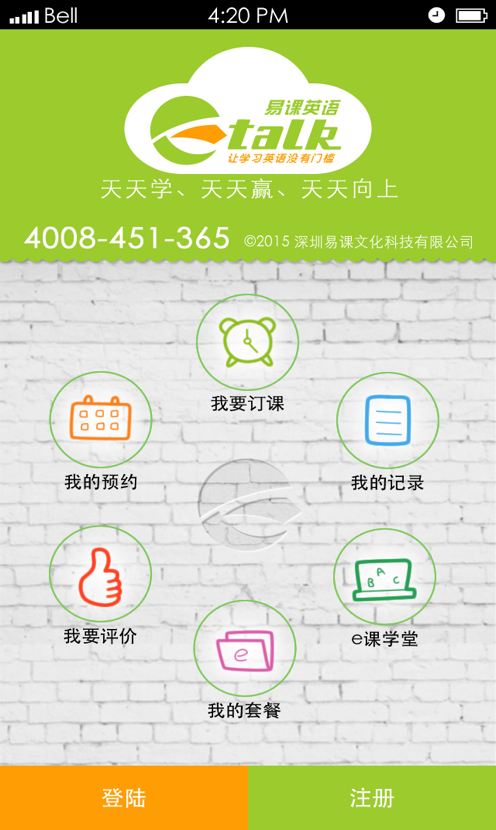 Bell 4:20 PM
易课英语
etalk
让学习英语没有门槛
天天学、天天赢、天天向上
4008-451-365 ©2015 深圳易课文化科技有限公司
我要订课
我的预约
我的记录
A
B C
我要评价
e课学堂
e
我的套餐
登陆 注册